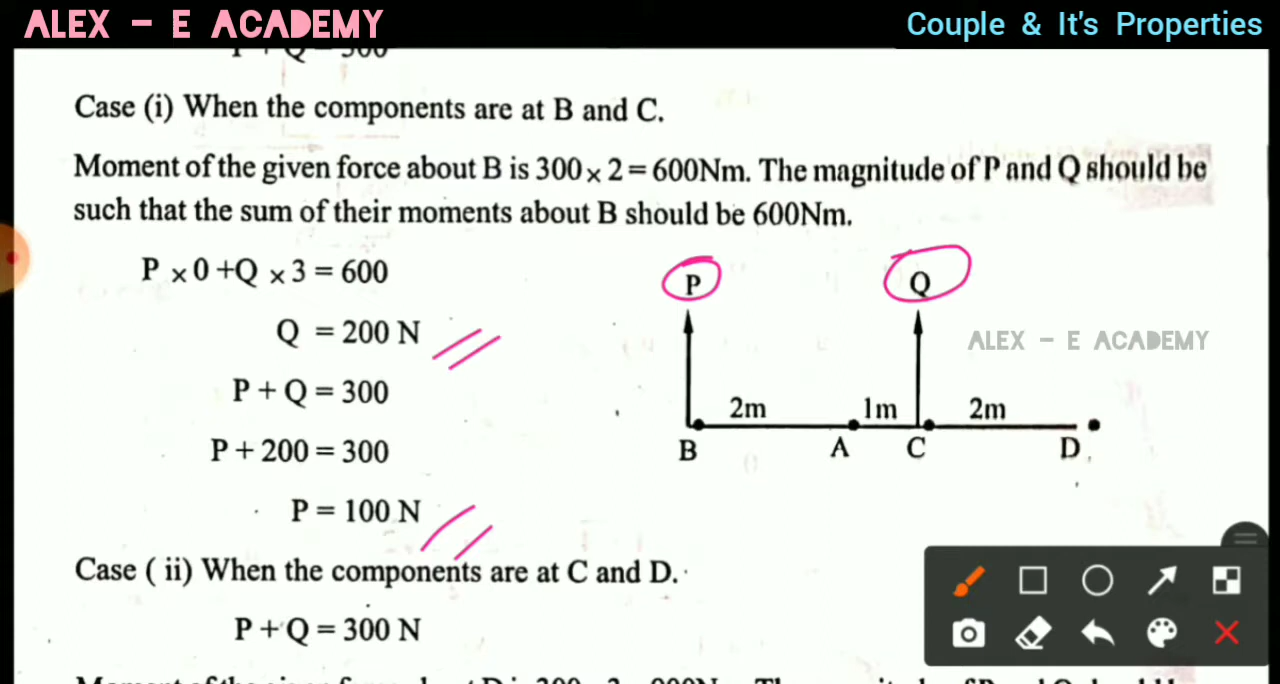 ALEX - E ACADEMY
Couple & It's Properties
P + Q = 300
Case (i) When the components are at B and C.
Moment of the given force about B is 300 × 2 = 600Nm. The magnitude of P and Q should be
such that the sum of their moments about B should be 600Nm.
P × 0 + Q × 3 = 600
Q = 200 N
P + Q = 300
P + 200 = 300
P = 100 N
P
Q
ALEX - E ACADEMY
2m
1m
2m
B
A
C
D
Case ( ii) When the components are at C and D.
P + Q = 300 N